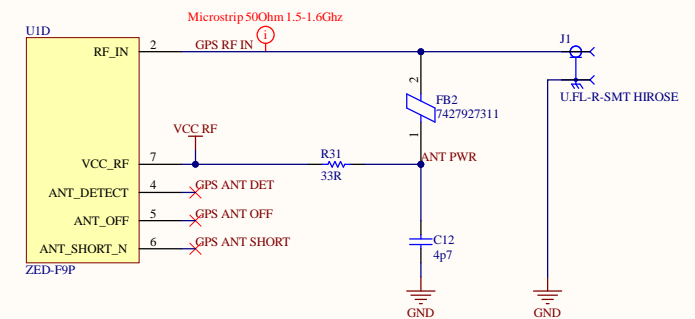 Microstrip 50Ohm 1.5-1.6Ghz
i
U1D
RF_IN
2
GPS RF IN
J1
U.FL-R-SMT HIROSE
2
FB2
7427927311
1
VCC RF
VCC_RF
7
R31
33R
ANT PWR
ANT_DETECT
4
GPS ANT DET
ANT_OFF
5
GPS ANT OFF
ANT_SHORT_N
6
GPS ANT SHORT
C12
4p7
ZED-F9P
GND
GND